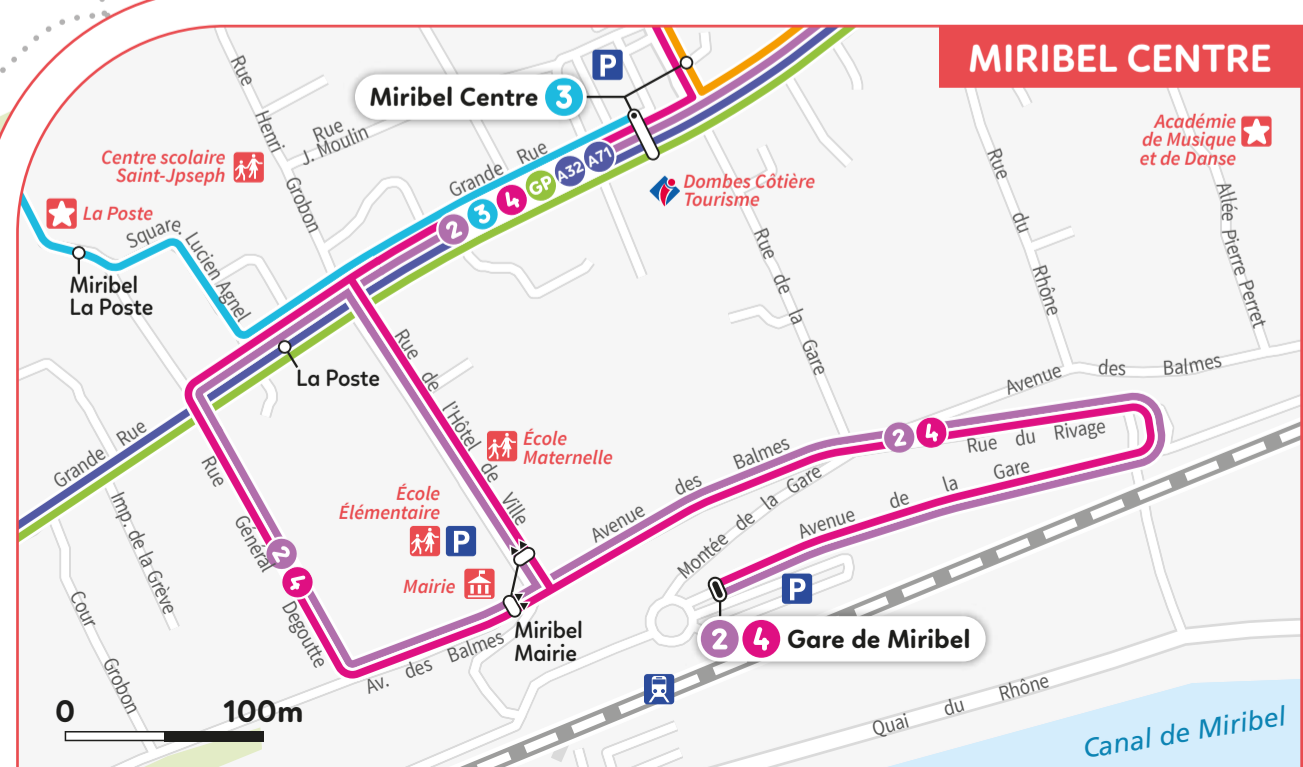 MIRIBEL CENTRE
P
Miribel Centre 3
Rue Henri Grobon
Rue
J. Moulin
Centre scolaire
Saint-Jpseph
Grande Rue
2 3 4 GP A32 A71
Académie
de Musique
et de Danse
Dombes Côtière
Tourisme
La Poste
Square Lucien Agnel
Miribel
La Poste
Rue du Rhône
Allée Pierre Perret
Rue de la Gare
La Poste
Rue de l'Hôtel de Ville
Avenue des Balmes
Grande Rue
École
Maternelle
2 4
Rue du Rivage
Avenue des Balmes
Montée de la Gare
Avenue de la Gare
Rue Général Degoutte
2
4
Imp. de la Grève
École
Élémentaire
P
Mairie
P
Cour Grobon
Miribel
Mairie
Av. des Balmes
2 4 Gare de Miribel
0 100m
Quai du Rhône
Canal de Miribel